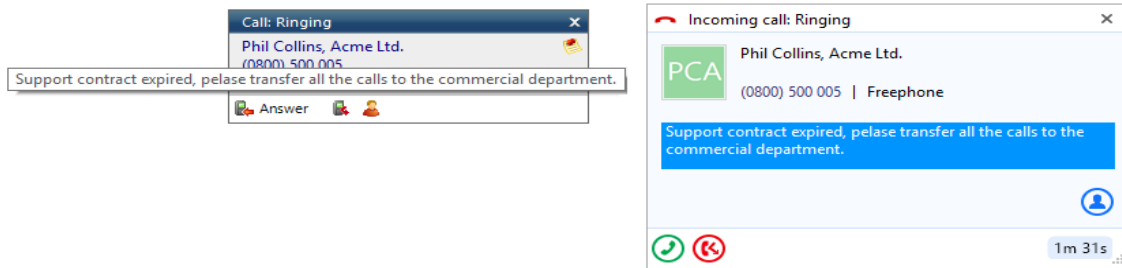 Call: Ringing
Phil Collins, Acme Ltd.
(0800) 500 005
Support contract expired, pelase transfer all the calls to the commercial department.
Answer
Incoming call: Ringing
PCA
Phil Collins, Acme Ltd.
(0800) 500 005 | Freephone
Support contract expired, pelase transfer all the calls to the
commercial department.
1m 31s